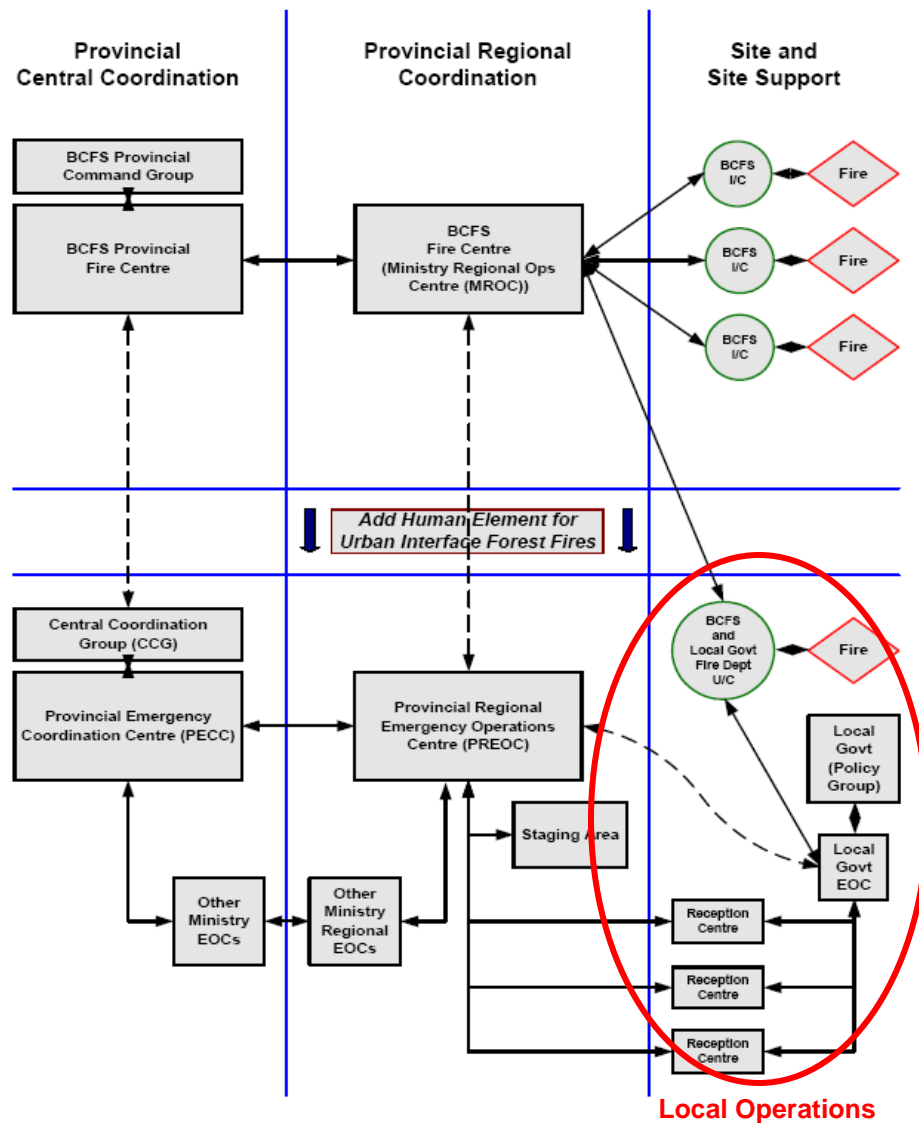 Provincial
Central Coordination
Provincial Regional
Coordination
Site and
Site Support
BCFS Provincial
Command Group
BCFS Provincial
Fire Centre
BCFS
Fire Centre
(Ministry Regional Ops
Centre (MROC))
BCFS
I/C
Fire
BCFS
I/C
Fire
BCFS
I/C
Fire
Add Human Element for
Urban Interface Forest Fires
Central Coordination
Group (CCG)
Provincial Emergency
Coordination Centre (PECC)
Provincial Regional
Emergency Operations
Centre (PREOC)
BCFS
and
Local Govt
Fire Dept
U/C
Fire
Local
Govt
(Policy
Group)
Staging Area
Local
Govt
EOC
Other
Ministry
EOCs
Other
Ministry
Regional
EOCs
Reception
Centre
Reception
Centre
Reception
Centre
Local Operations